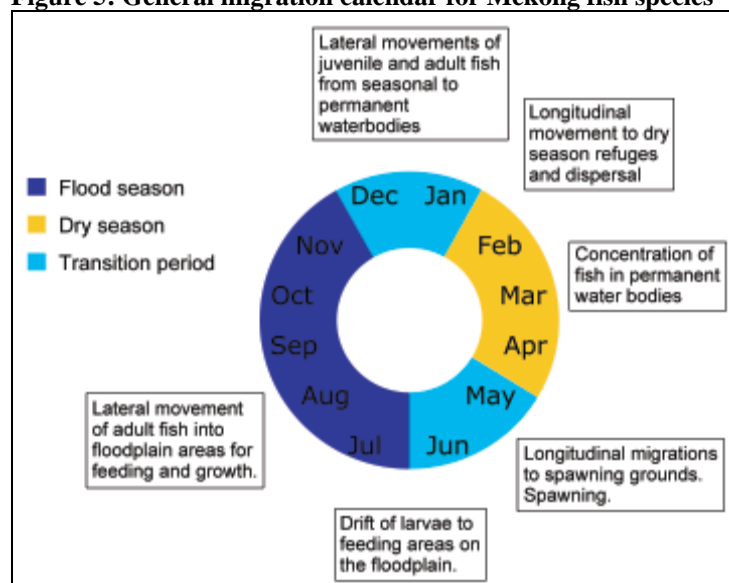 Figure 5: General migration calendar for Mekong fish species
Lateral movements of
juvenile and adult fish
from seasonal to
permanent
waterbodies
Longitudinal
movement to dry
season refuges
and dispersal
Flood season
Dry season
Transition period
Dec
Jan
Feb
Mar
Apr
May
Jun
Jul
Aug
Sep
Oct
Nov
Concentration of
fish in permanent
water bodies
Lateral movement
of adult fish into
floodplain areas for
feeding and growth.
Longitudinal migrations
to spawning grounds.
Spawning.
Drift of larvae to
feeding areas on
the floodplain.